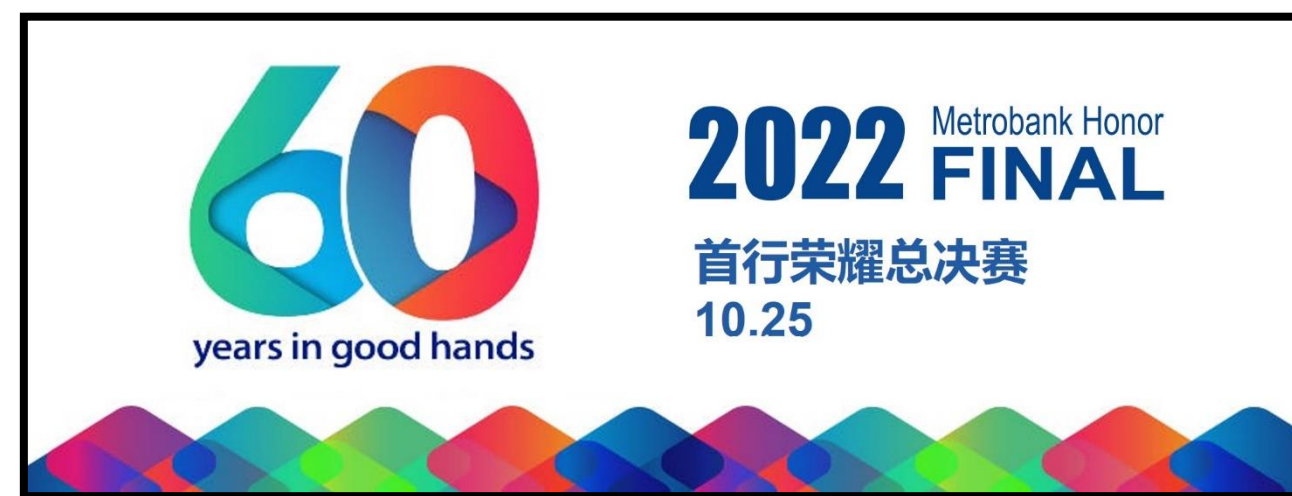 60
years in good hands
2022 Metrobank Honor
FINAL
首行荣耀总决赛
10.25